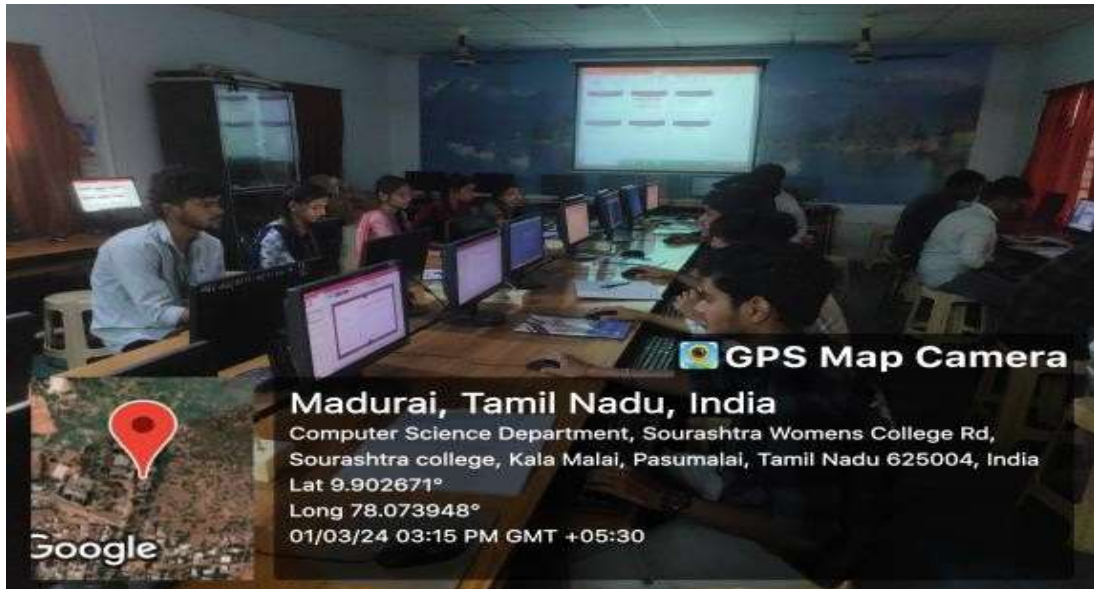 GPS Map Camera
Madurai, Tamil Nadu, India
Computer Science Department, Sourashtra Womens College Rd,
Sourashtra college, Kala Malai, Pasumalai, Tamil Nadu 625004, India
Lat 9.902671°
Long 78.073948°
01/03/24 03:15 PM GMT +05:30
Google